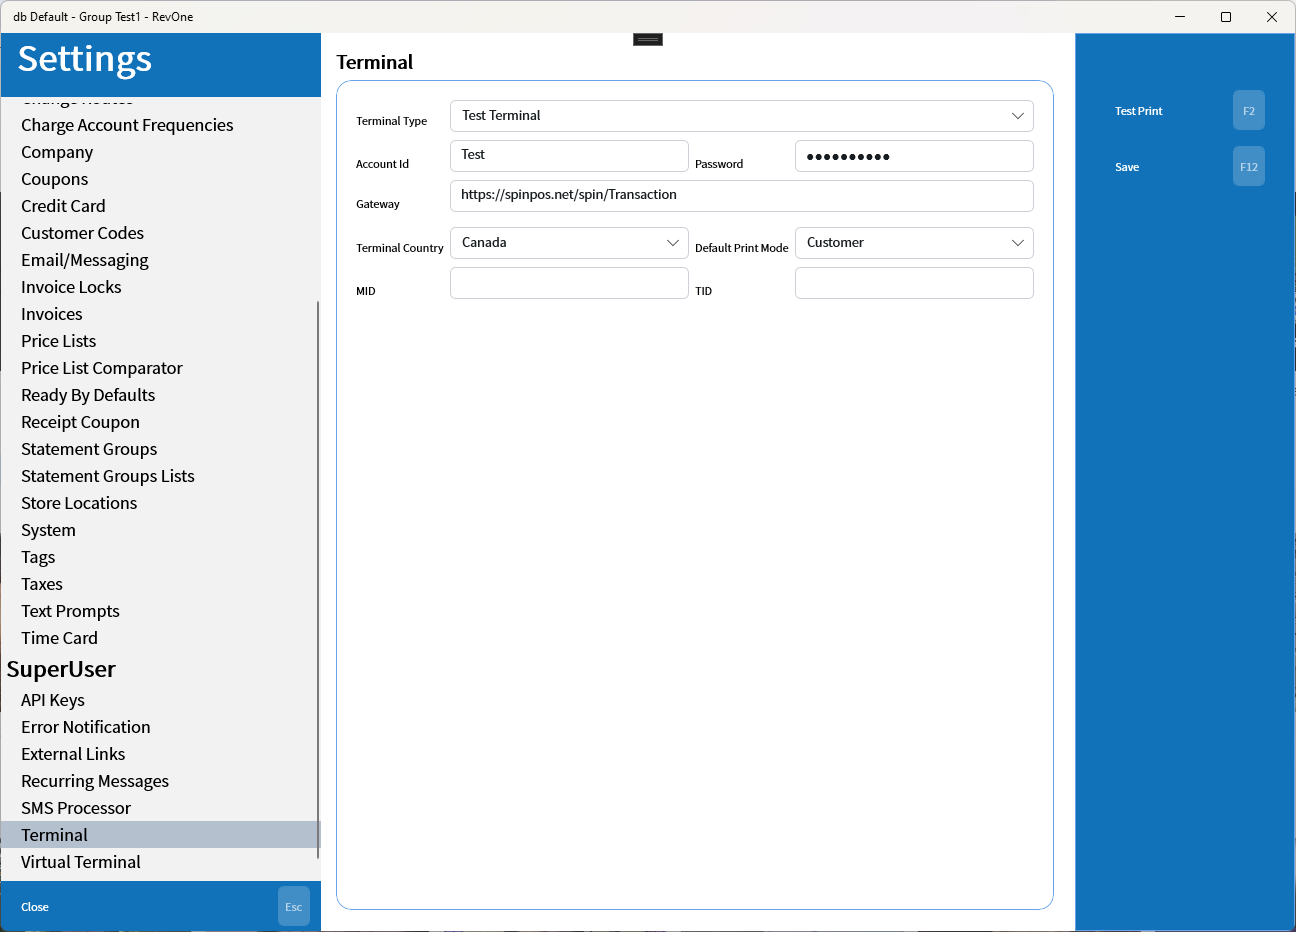 db Default - Group Test1 - RevOne
Settings
Charge Account Frequencies
Company
Coupons
Credit Card
Customer Codes
Email/Messaging
Invoice Locks
Invoices
Price Lists
Price List Comparator
Ready By Defaults
Receipt Coupon
Statement Groups
Statement Groups Lists
Store Locations
System
Tags
Taxes
Text Prompts
Time Card
SuperUser
API Keys
Error Notification
External Links
Recurring Messages
SMS Processor
Terminal
Virtual Terminal
Close Esc
Terminal
Terminal Type Test Terminal
Account Id Test Password ●●●●●●●●●●
Gateway https://spinpos.net/spin/Transaction
Terminal Country Canada Default Print Mode Customer
MID TID
Test Print F2
Save F12